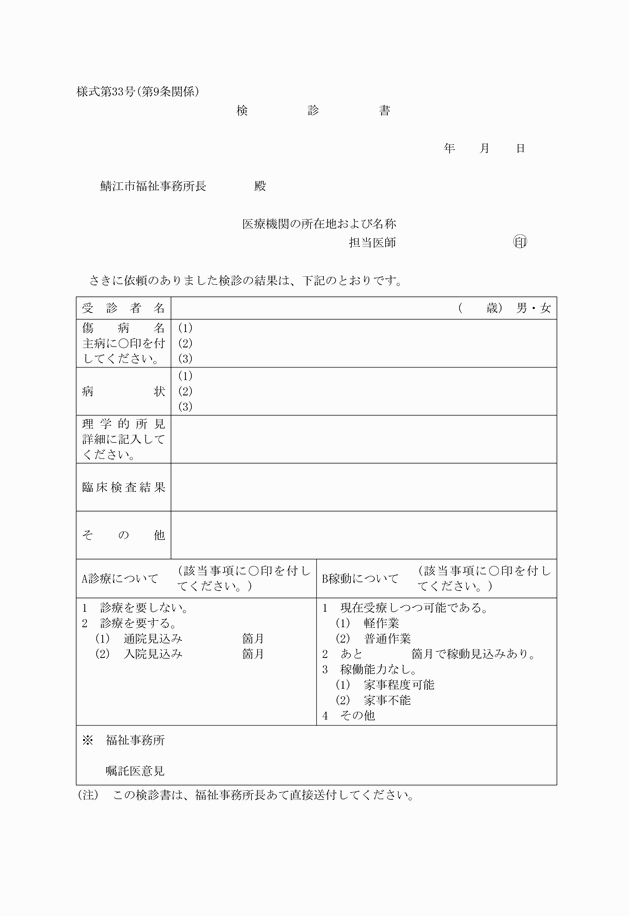 様式第33号(第9条関係)
検　診　書
年　月　日
鯖江市福祉事務所長　殿
医療機関の所在地および名称
担当医師　㊞
さきに依頼のありました検診の結果は、下記のとおりです。
受診者名
(　歳)　男・女
傷病名
主病に○印を付
してください。
(1)
(2)
(3)
病状
(1)
(2)
(3)
理学的所見
詳細に記入して
ください。
臨床検査結果
その他
A診療について
(該当事項に○印を付し
てください。)
B稼動について
(該当事項に○印を付し
てください。)
1　診療を要しない。
2　診療を要する。
(1)　通院見込み　箇月
(2)　入院見込み　箇月
1　現在受療しつつ可能である。
(1)　軽作業
(2)　普通作業
2　あと　箇月で稼動見込みあり。
3　稼働能力なし。
(1)　家事程度可能
(2)　家事不能
4　その他
※　福祉事務所
嘱託医意見
(注)　この検診書は、福祉事務所長あて直接送付してください。